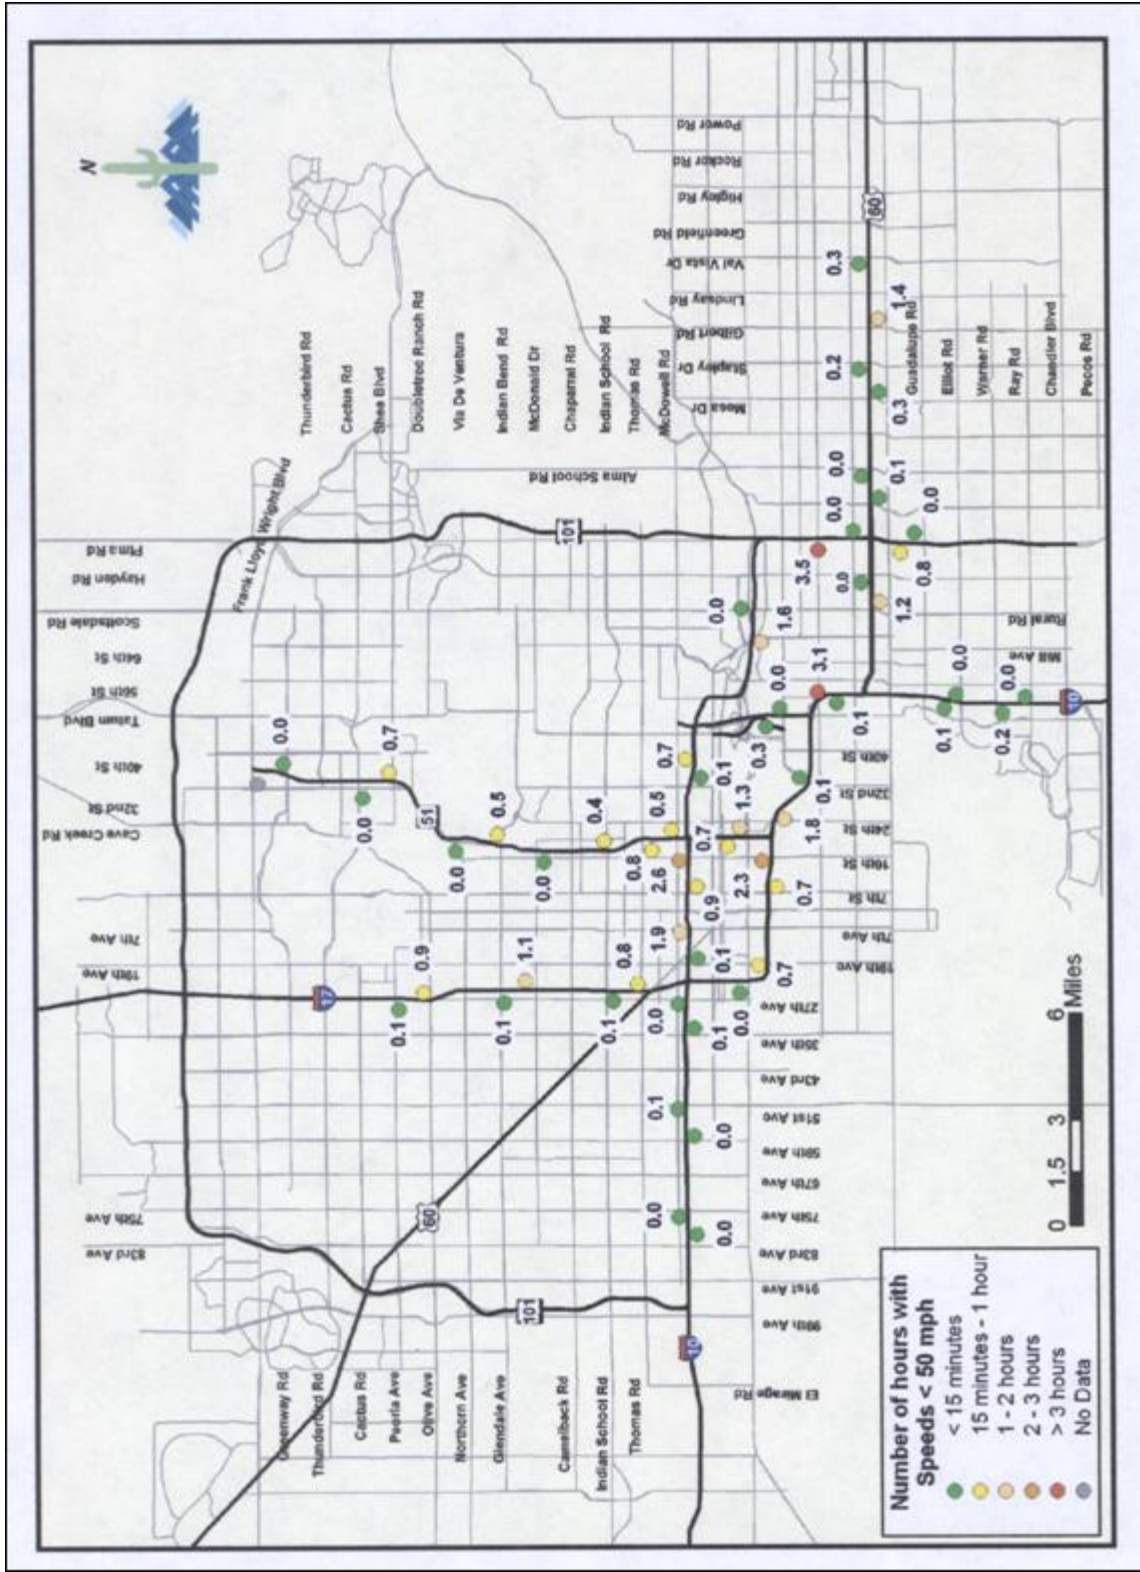 N
83rd Ave
75th Ave
19th Ave
7th Ave
Cave Creek Rd
32nd St
40th St
Tatum Blvd
56th St
64th St
Scottsdale Rd
Hayden Rd
Pima Rd
Frank Lloyd Wright Blvd
Greenway Rd
Thunderbird Rd
Cactus Rd
Peoria Ave
Olive Ave
Northern Ave
Glendale Ave
Camelback Rd
Indian School Rd
Thomas Rd
El Mirage Rd
Thunderbird Rd
Cactus Rd
Shea Blvd
Doubletree Ranch Rd
Via De Ventura
Indian Bend Rd
McDonald Dr
Chaparral Rd
Indian School Rd
Thomas Rd
McDowell Rd
Alma School Rd
Mesa Dr
Stapley Dr
Gilbert Rd
Lindsay Rd
Val Vista Dr
Greenfield Rd
Higley Rd
Recker Rd
Power Rd
99th Ave
91st Ave
83rd Ave
75th Ave
67th Ave
59th Ave
51st Ave
43rd Ave
35th Ave
27th Ave
19th Ave
7th Ave
7th St
16th St
24th St
32nd St
40th St
Mill Ave
Rural Rd
Guadalupe Rd
Elliot Rd
Warner Rd
Ray Rd
Chandler Blvd
Pecos Rd
17
51
101
101
60
60
10
10
0.0
0.7
0.0
0.5
0.0
0.0
0.4
0.5
0.8
0.7
0.9
0.1
1.1
0.1
0.8
0.1
0.0
1.9
2.6
0.7
0.1
1.3
0.3
0.1
0.0
0.0
0.1
0.0
0.1
0.0
0.1
0.9
2.3
0.7
0.7
1.8
0.1
0.0
1.6
0.0
3.1
3.5
0.1
0.0
1.2
0.8
0.0
0.0
0.1
0.0
0.2
0.3
0.3
1.4
0.1
0.0
0.2
0.0
Number of hours with
Speeds < 50 mph
< 15 minutes
15 minutes - 1 hour
1 - 2 hours
2 - 3 hours
> 3 hours
No Data
0 1.5 3 6
Miles